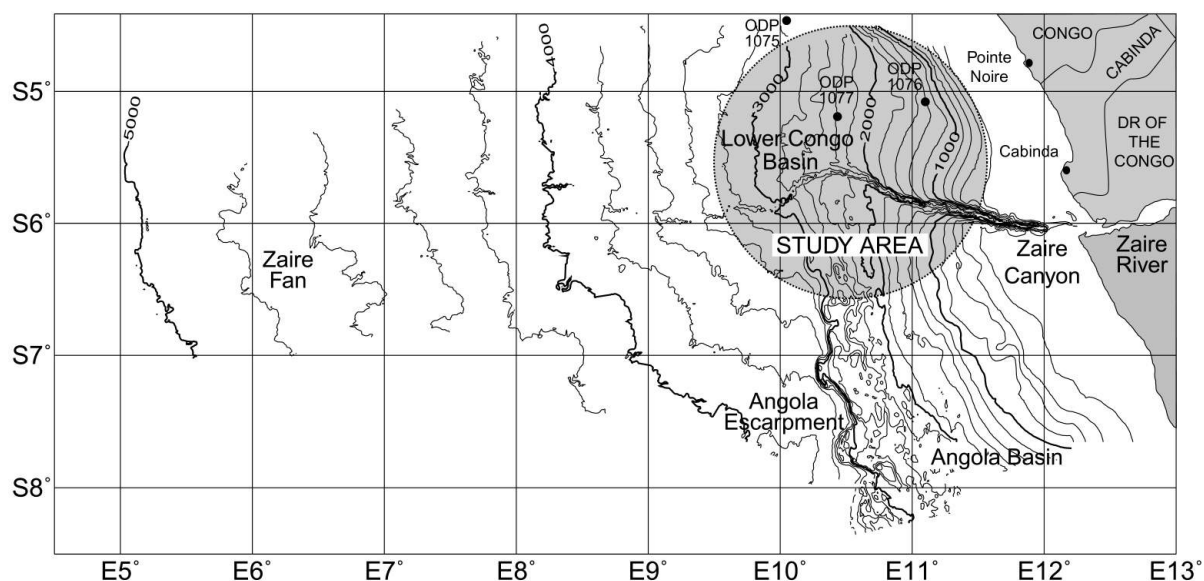 ODP
1075
CONGO
CABINDA
Pointe
Noire
S5°
5000
4000
3000
ODP
1077
ODP
1076
2000
1000
DR OF
THE
CONGO
Lower Congo
Basin
Cabinda
S6°
STUDY AREA
Zaire
Fan
Zaire
Canyon
Zaire
River
S7°
Angola
Escarpment
Angola Basin
S8°
E5° E6° E7° E8° E9° E10° E11° E12° E13°